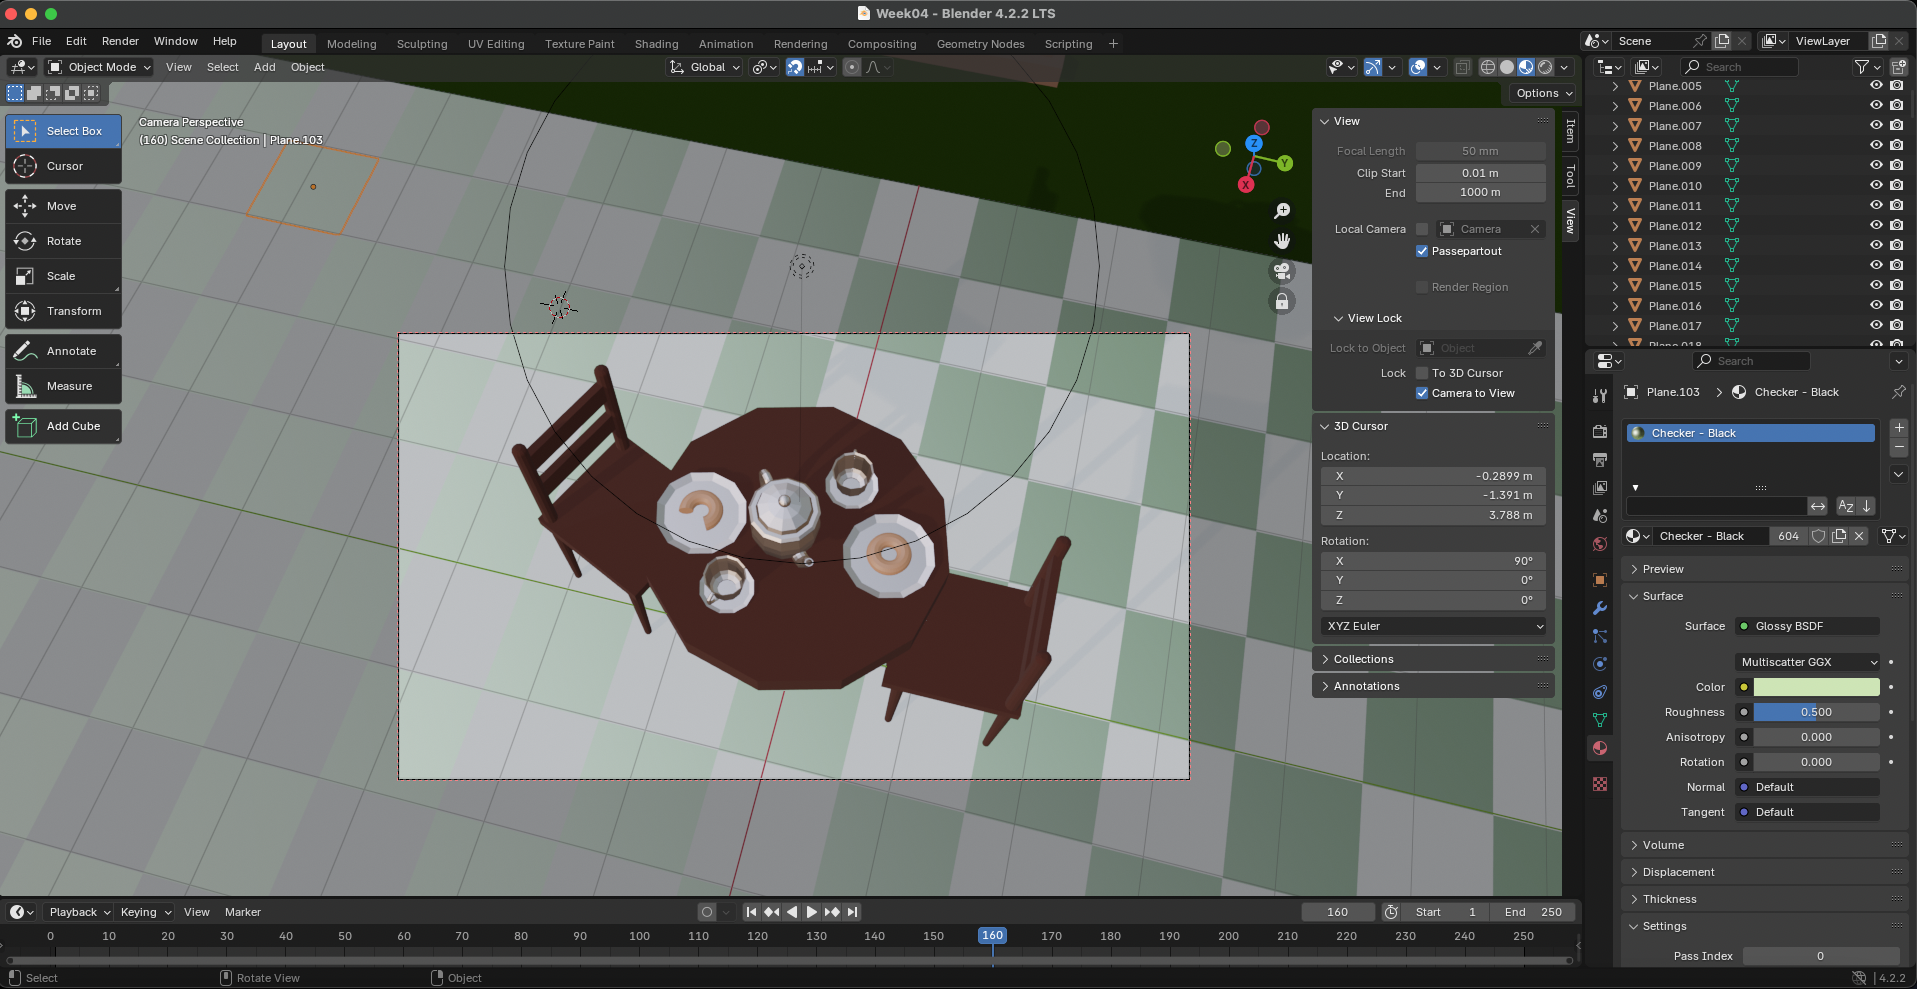 Week04 - Blender 4.2.2 LTS
File Edit Render Window Help
Layout Modeling Sculpting UV Editing Texture Paint Shading Animation Rendering Compositing Geometry Nodes Scripting +
Scene
ViewLayer
Object Mode View Select Add Object
Global
Options
Search
Camera Perspective
(160) Scene Collection | Plane.103
Select Box
Cursor
Move
Rotate
Scale
Transform
Annotate
Measure
Add Cube
Z
Y
X
View
Focal Length 50 mm
Clip Start 0.01 m
End 1000 m
Local Camera Camera
Passepartout
Render Region
View Lock
Lock to Object Object
Lock To 3D Cursor
Camera to View
3D Cursor
Location:
X -0.2899 m
Y -1.391 m
Z 3.788 m
Rotation:
X 90°
Y 0°
Z 0°
XYZ Euler
Collections
Annotations
Item
Tool
View
Plane.005
Plane.006
Plane.007
Plane.008
Plane.009
Plane.010
Plane.011
Plane.012
Plane.013
Plane.014
Plane.015
Plane.016
Plane.017
Plane.018
Search
Plane.103 Checker - Black
Checker - Black
AZ
Checker - Black 604
Preview
Surface
Surface Glossy BSDF
Multiscatter GGX
Color
Roughness 0.500
Anisotropy 0.000
Rotation 0.000
Normal Default
Tangent Default
Volume
Displacement
Thickness
Settings
Pass Index 0
Playback Keying View Marker
160 Start 1 End 250
0 10 20 30 40 50 60 70 80 90 100 110 120 130 140 150 160 170 180 190 200 210 220 230 240 250
Select Rotate View Object
4.2.2